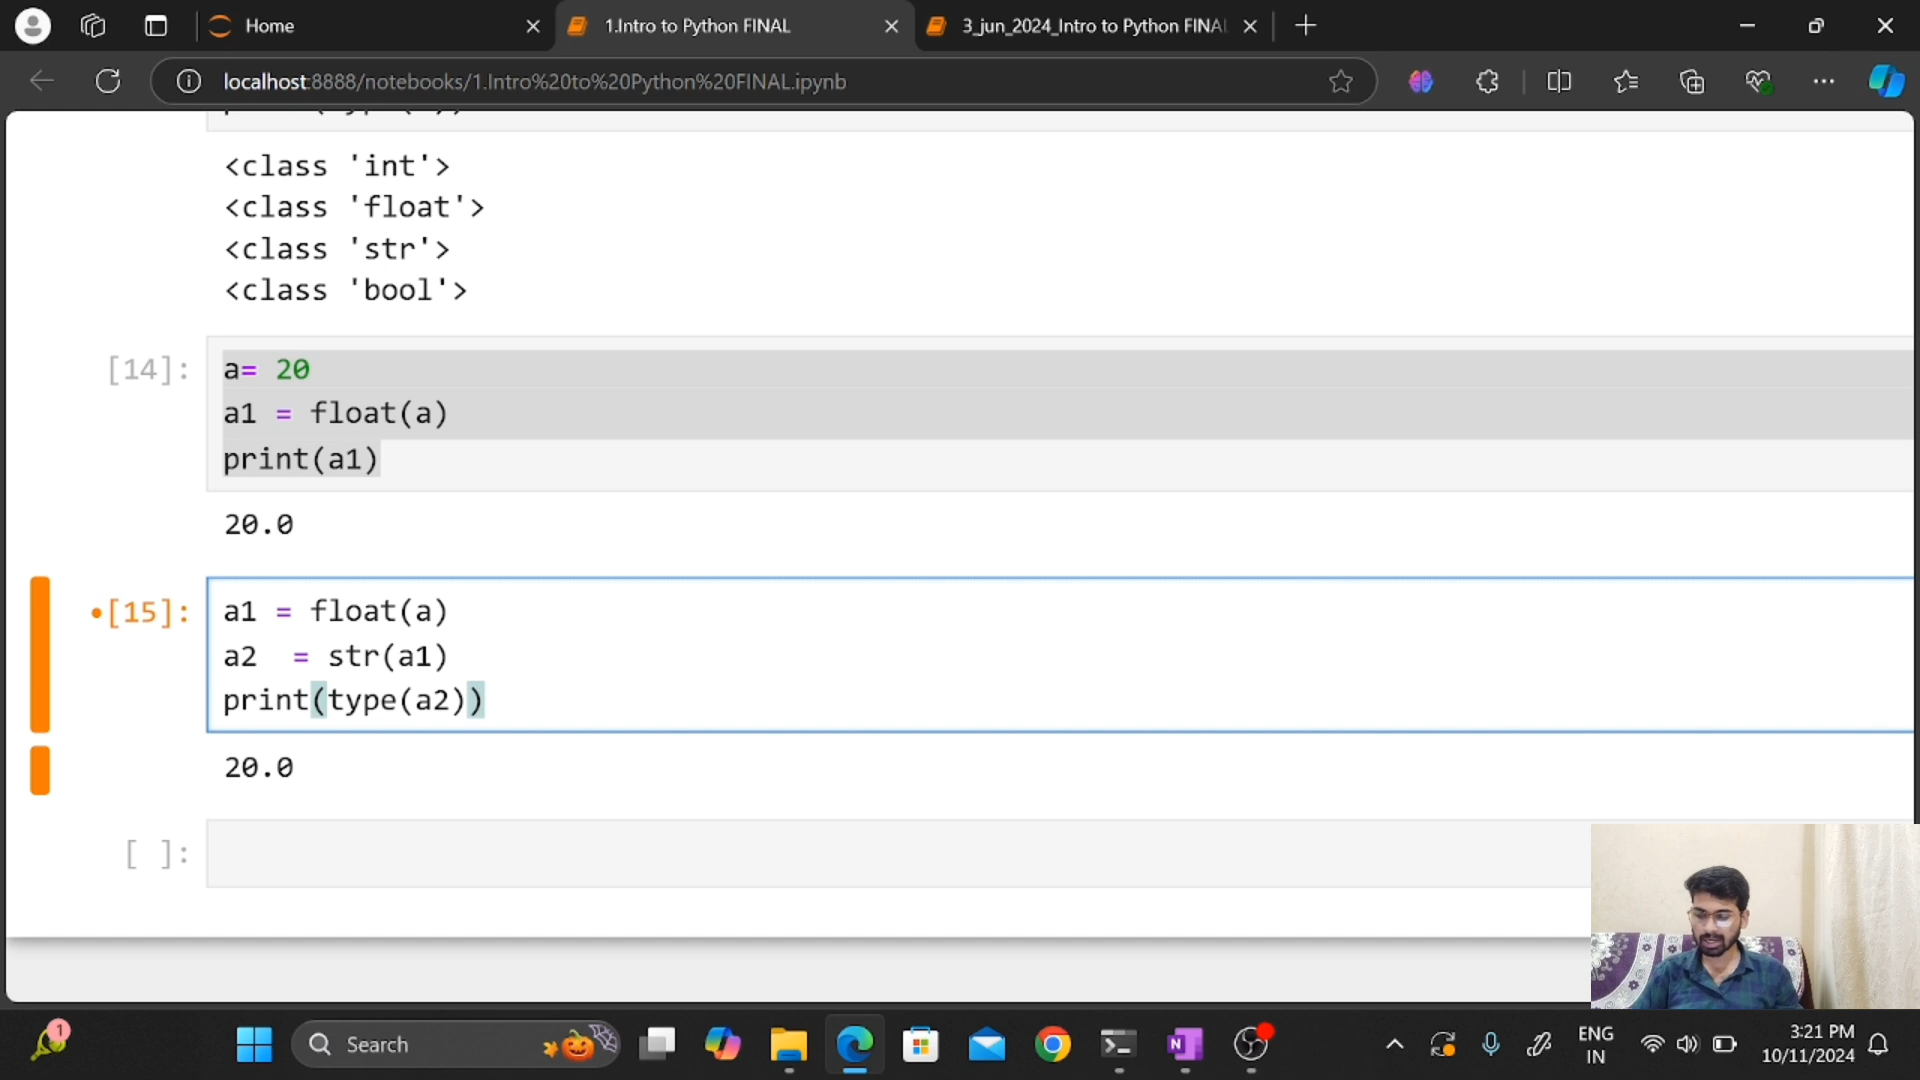 Home
1.Intro to Python FINAL
3_jun_2024_Intro to Python FINAL
localhost:8888/notebooks/1.Intro%20to%20Python%20FINAL.ipynb
<class 'int'>
<class 'float'>
<class 'str'>
<class 'bool'>
[14]:
a= 20
a1 = float(a)
print(a1)
20.0
•[15]:
a1 = float(a)
a2  = str(a1)
print(type(a2))
20.0
[ ]:
1
Search
N
ENG
IN
3:21 PM
10/11/2024